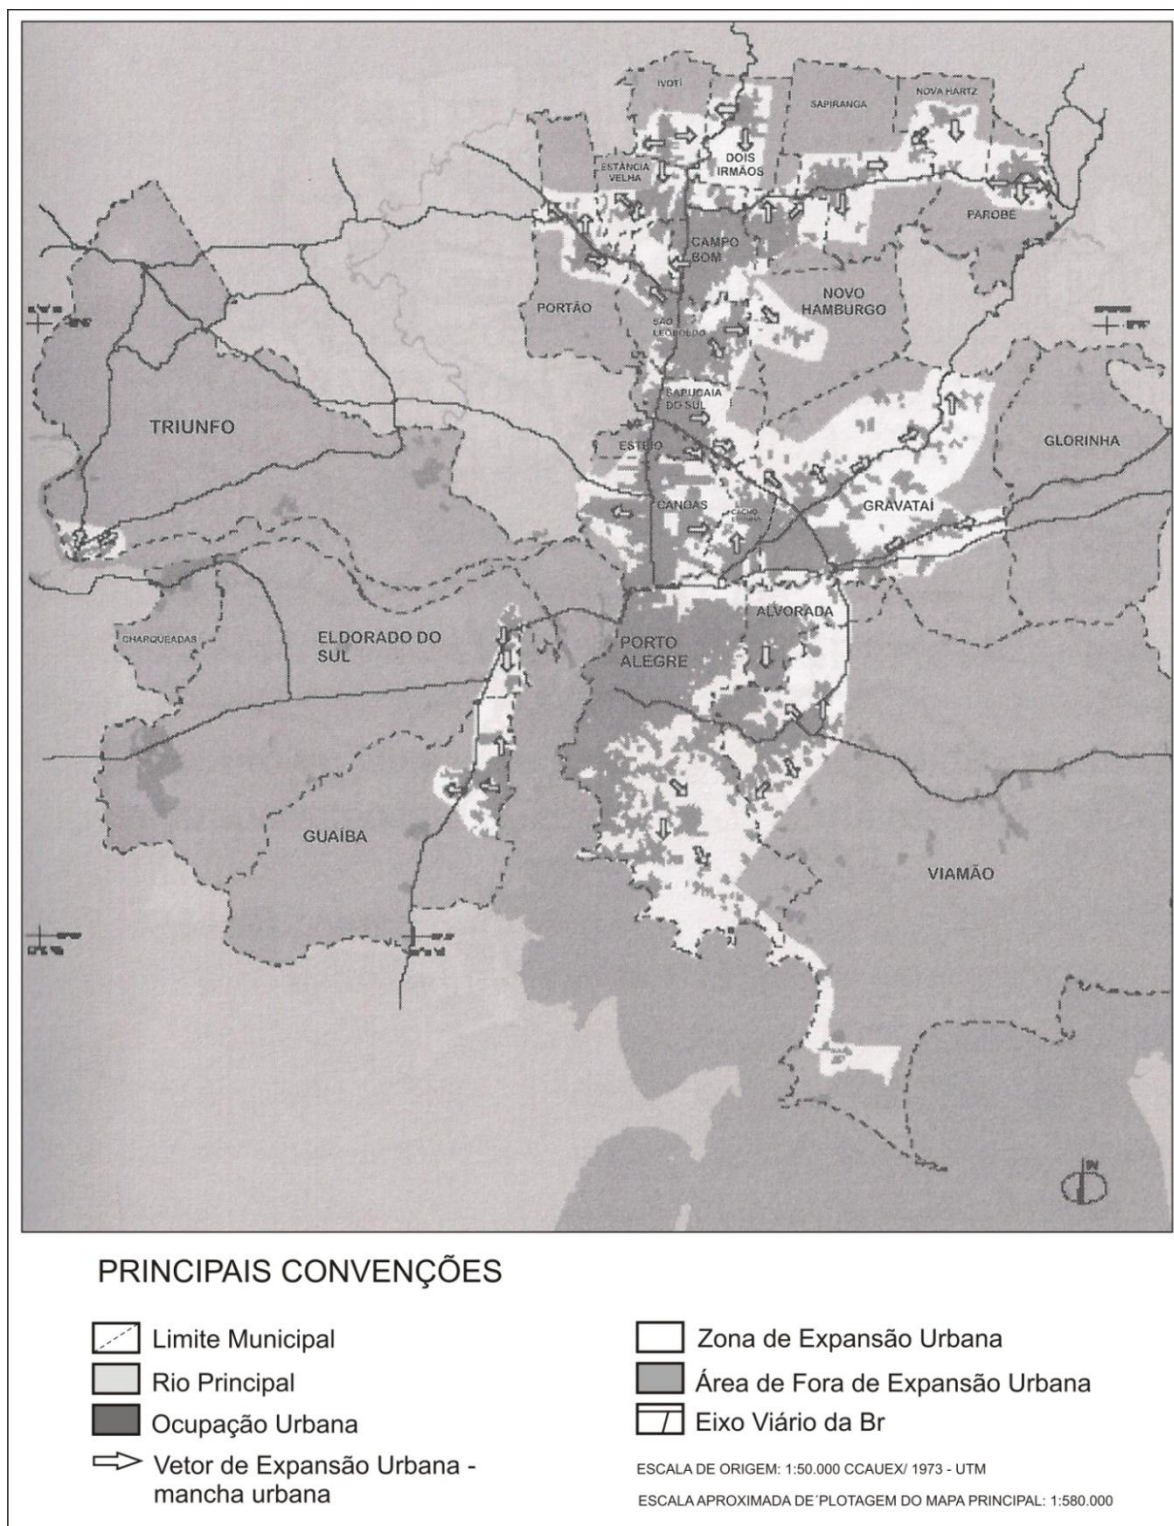 IVOTÍ
SAPIRANGA
NOVA HARTZ
DOIS
IRMÃOS
ESTÂNCIA
VELHA
PAROBÉ
CAMPO
BOM
PORTÃO
NOVO
HAMBURGO
SÃO
LEOPOLDO
SAPUCAIA
DO SUL
TRIUNFO
ESTEIO
GLORINHA
CANOAS
GRAVATAÍ
ALVORADA
CHARQUEADAS
ELDORADO DO
SUL
PORTO
ALEGRE
GUAÍBA
VIAMÃO
N
PRINCIPAIS CONVENÇÕES
Limite Municipal
Rio Principal
Ocupação Urbana
Vetor de Expansão Urbana -
mancha urbana
Zona de Expansão Urbana
Área de Fora de Expansão Urbana
Eixo Viário da Br
ESCALA DE ORIGEM: 1:50.000 CCAUEX/ 1973 - UTM
ESCALA APROXIMADA DE´PLOTAGEM DO MAPA PRINCIPAL: 1:580.000